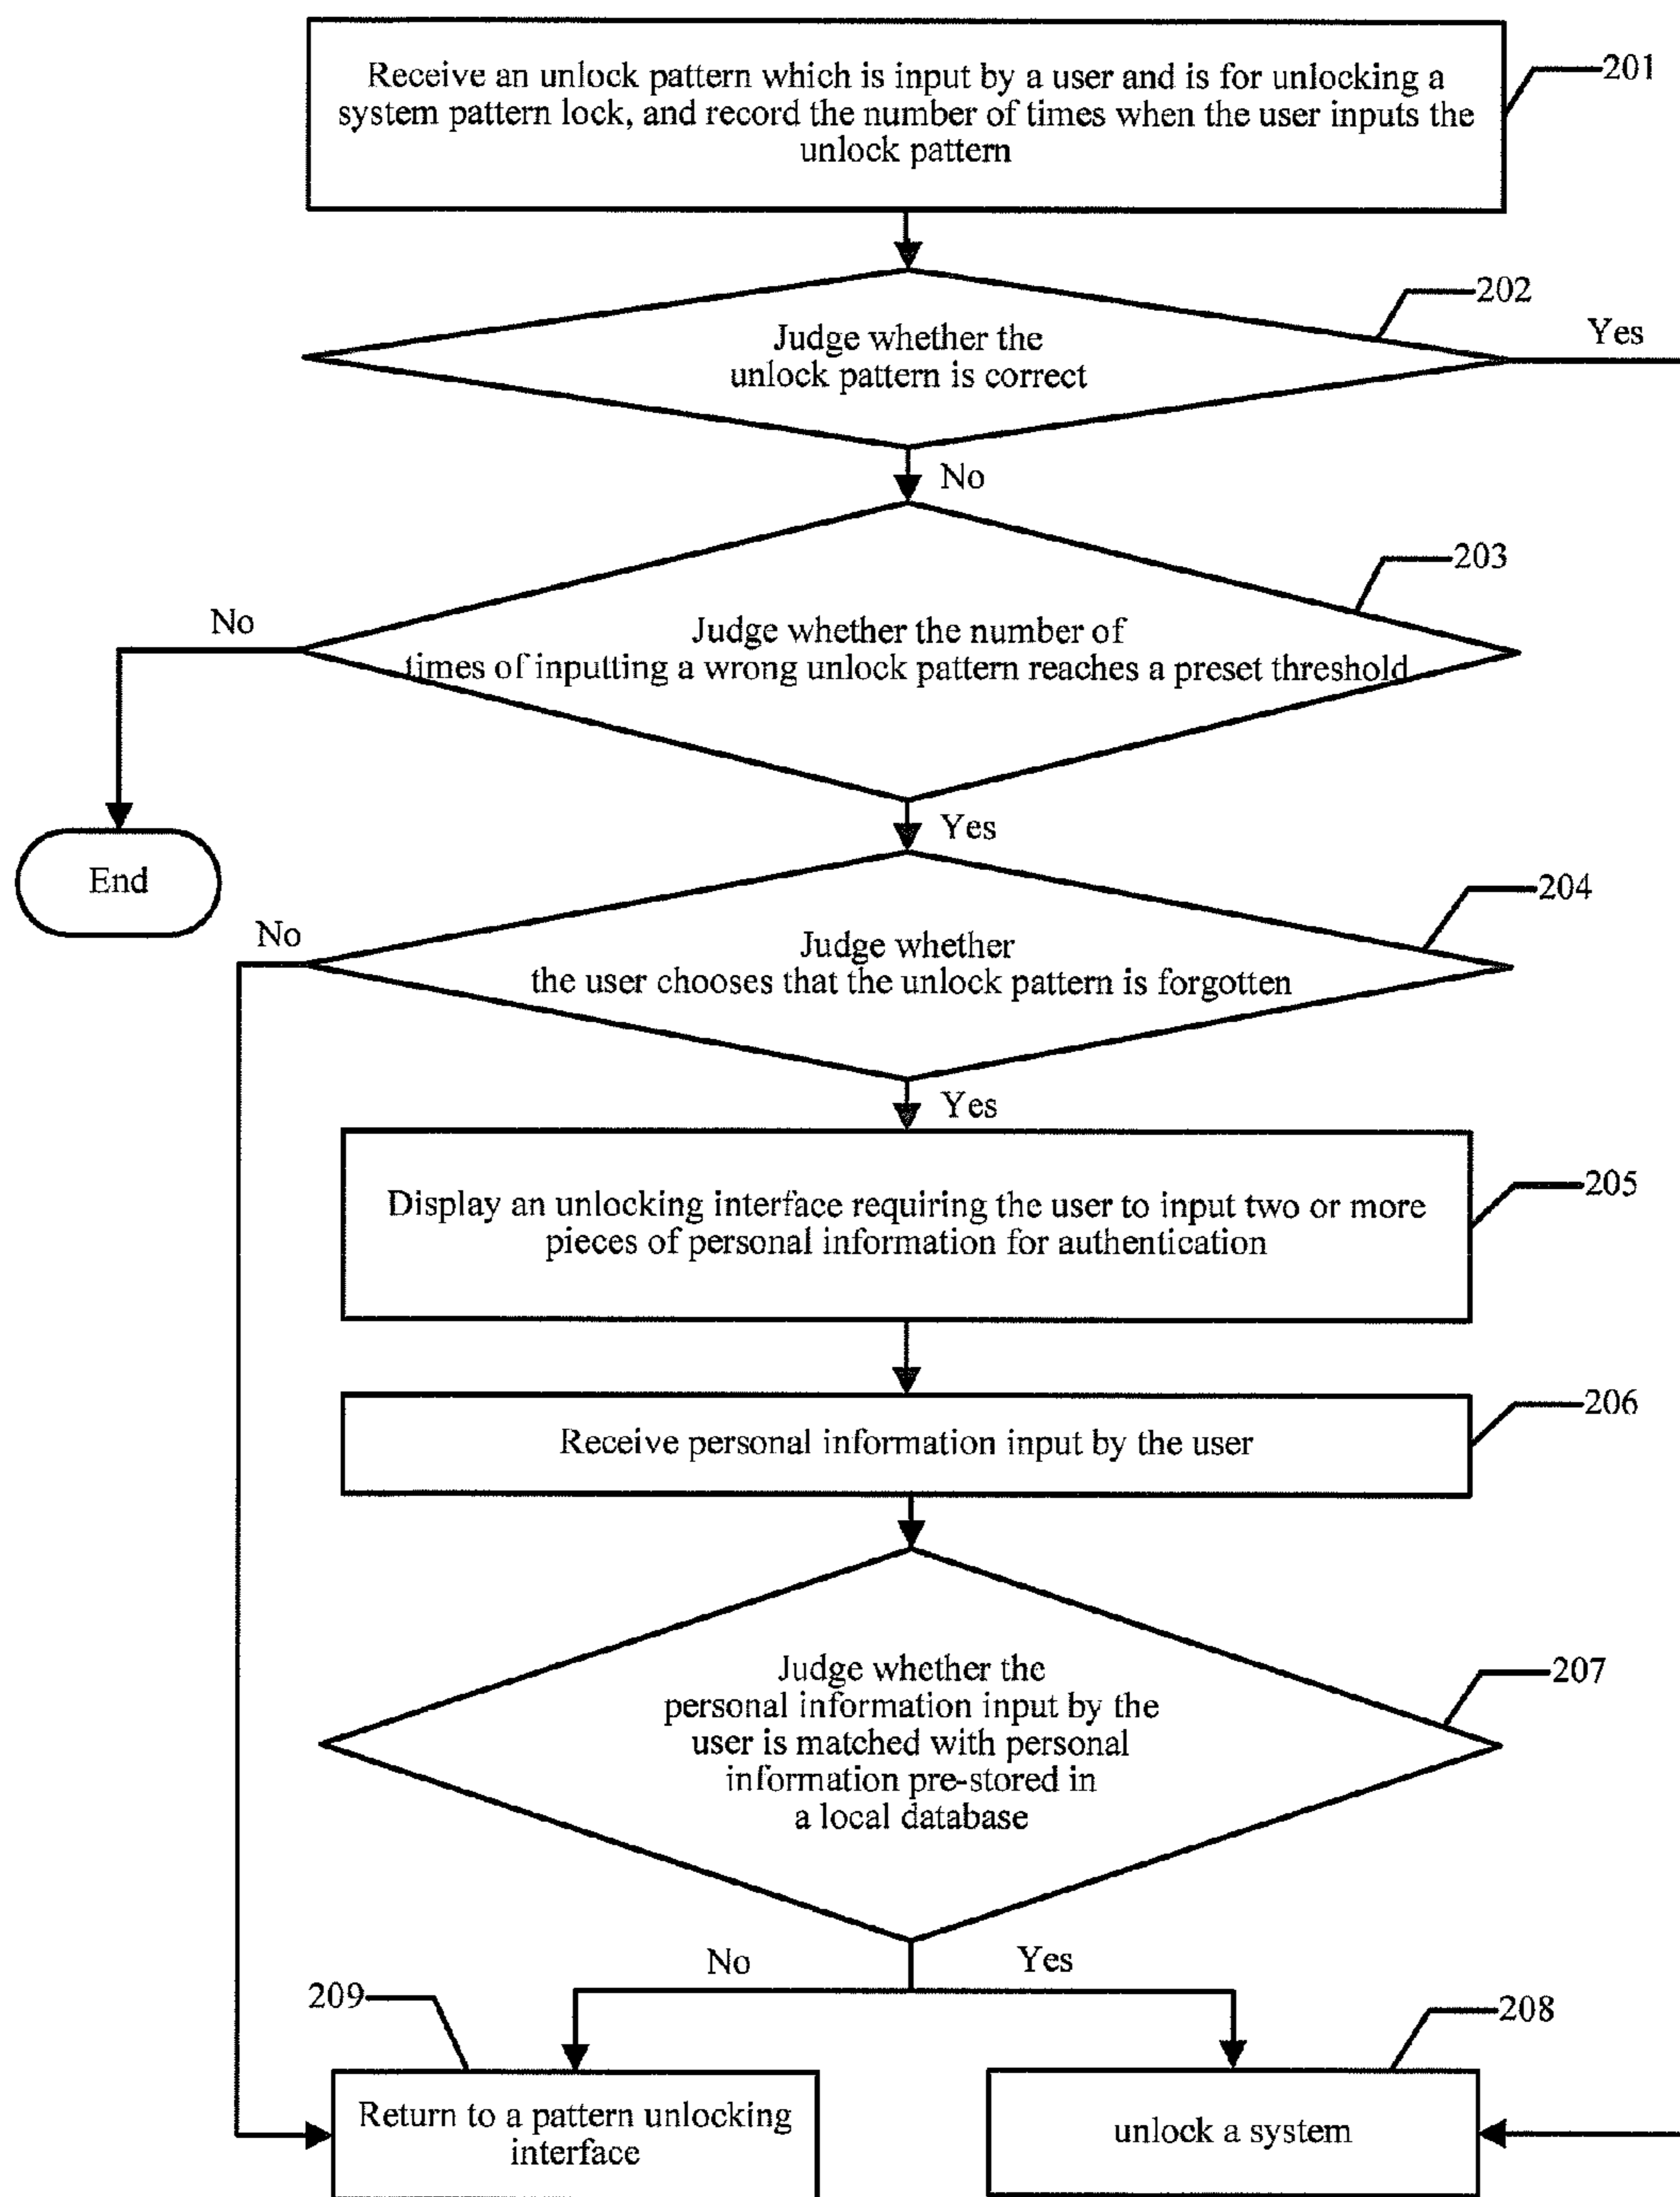 Receive an unlock pattern which is input by a user and is for unlocking a
system pattern lock, and record the number of times when the user inputs the
unlock pattern
201
202
Judge whether the
unlock pattern is correct
Yes
No
203
Judge whether the number of
times of inputting a wrong unlock pattern reaches a preset threshold
No
End
Yes
204
Judge whether
the user chooses that the unlock pattern is forgotten
No
Yes
205
Display an unlocking interface requiring the user to input two or more
pieces of personal information for authentication
206
Receive personal information input by the user
207
Judge whether the
personal information input by the
user is matched with personal
information pre-stored in
a local database
No
Yes
209
208
Return to a pattern unlocking
interface
unlock a system